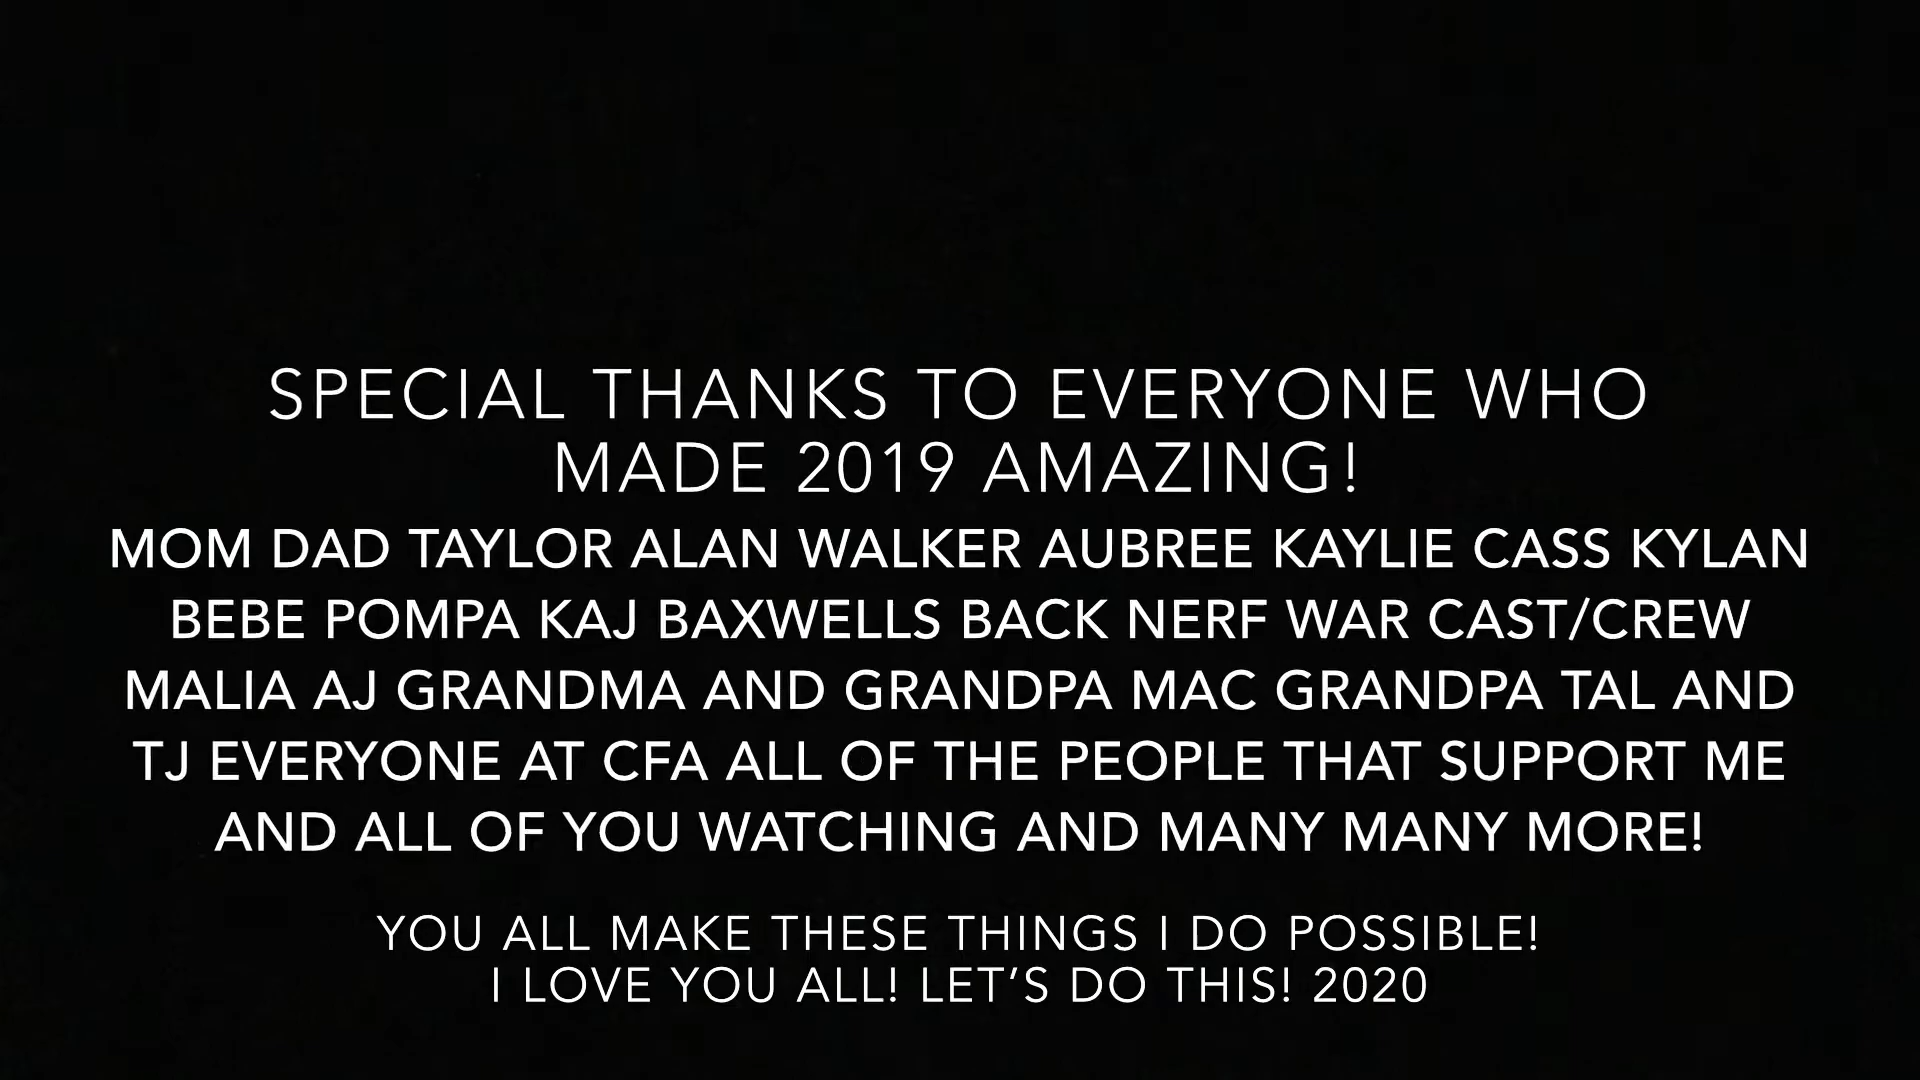 SPECIAL THANKS TO EVERYONE WHO
MADE 2019 AMAZING!
MOM DAD TAYLOR ALAN WALKER AUBREE KAYLIE CASS KYLAN
BEBE POMPA KAJ BAXWELLS BACK NERF WAR CAST/CREW
MALIA AJ GRANDMA AND GRANDPA MAC GRANDPA TAL AND
TJ EVERYONE AT CFA ALL OF THE PEOPLE THAT SUPPORT ME
AND ALL OF YOU WATCHING AND MANY MANY MORE!
YOU ALL MAKE THESE THINGS I DO POSSIBLE!
I LOVE YOU ALL! LET’S DO THIS! 2020